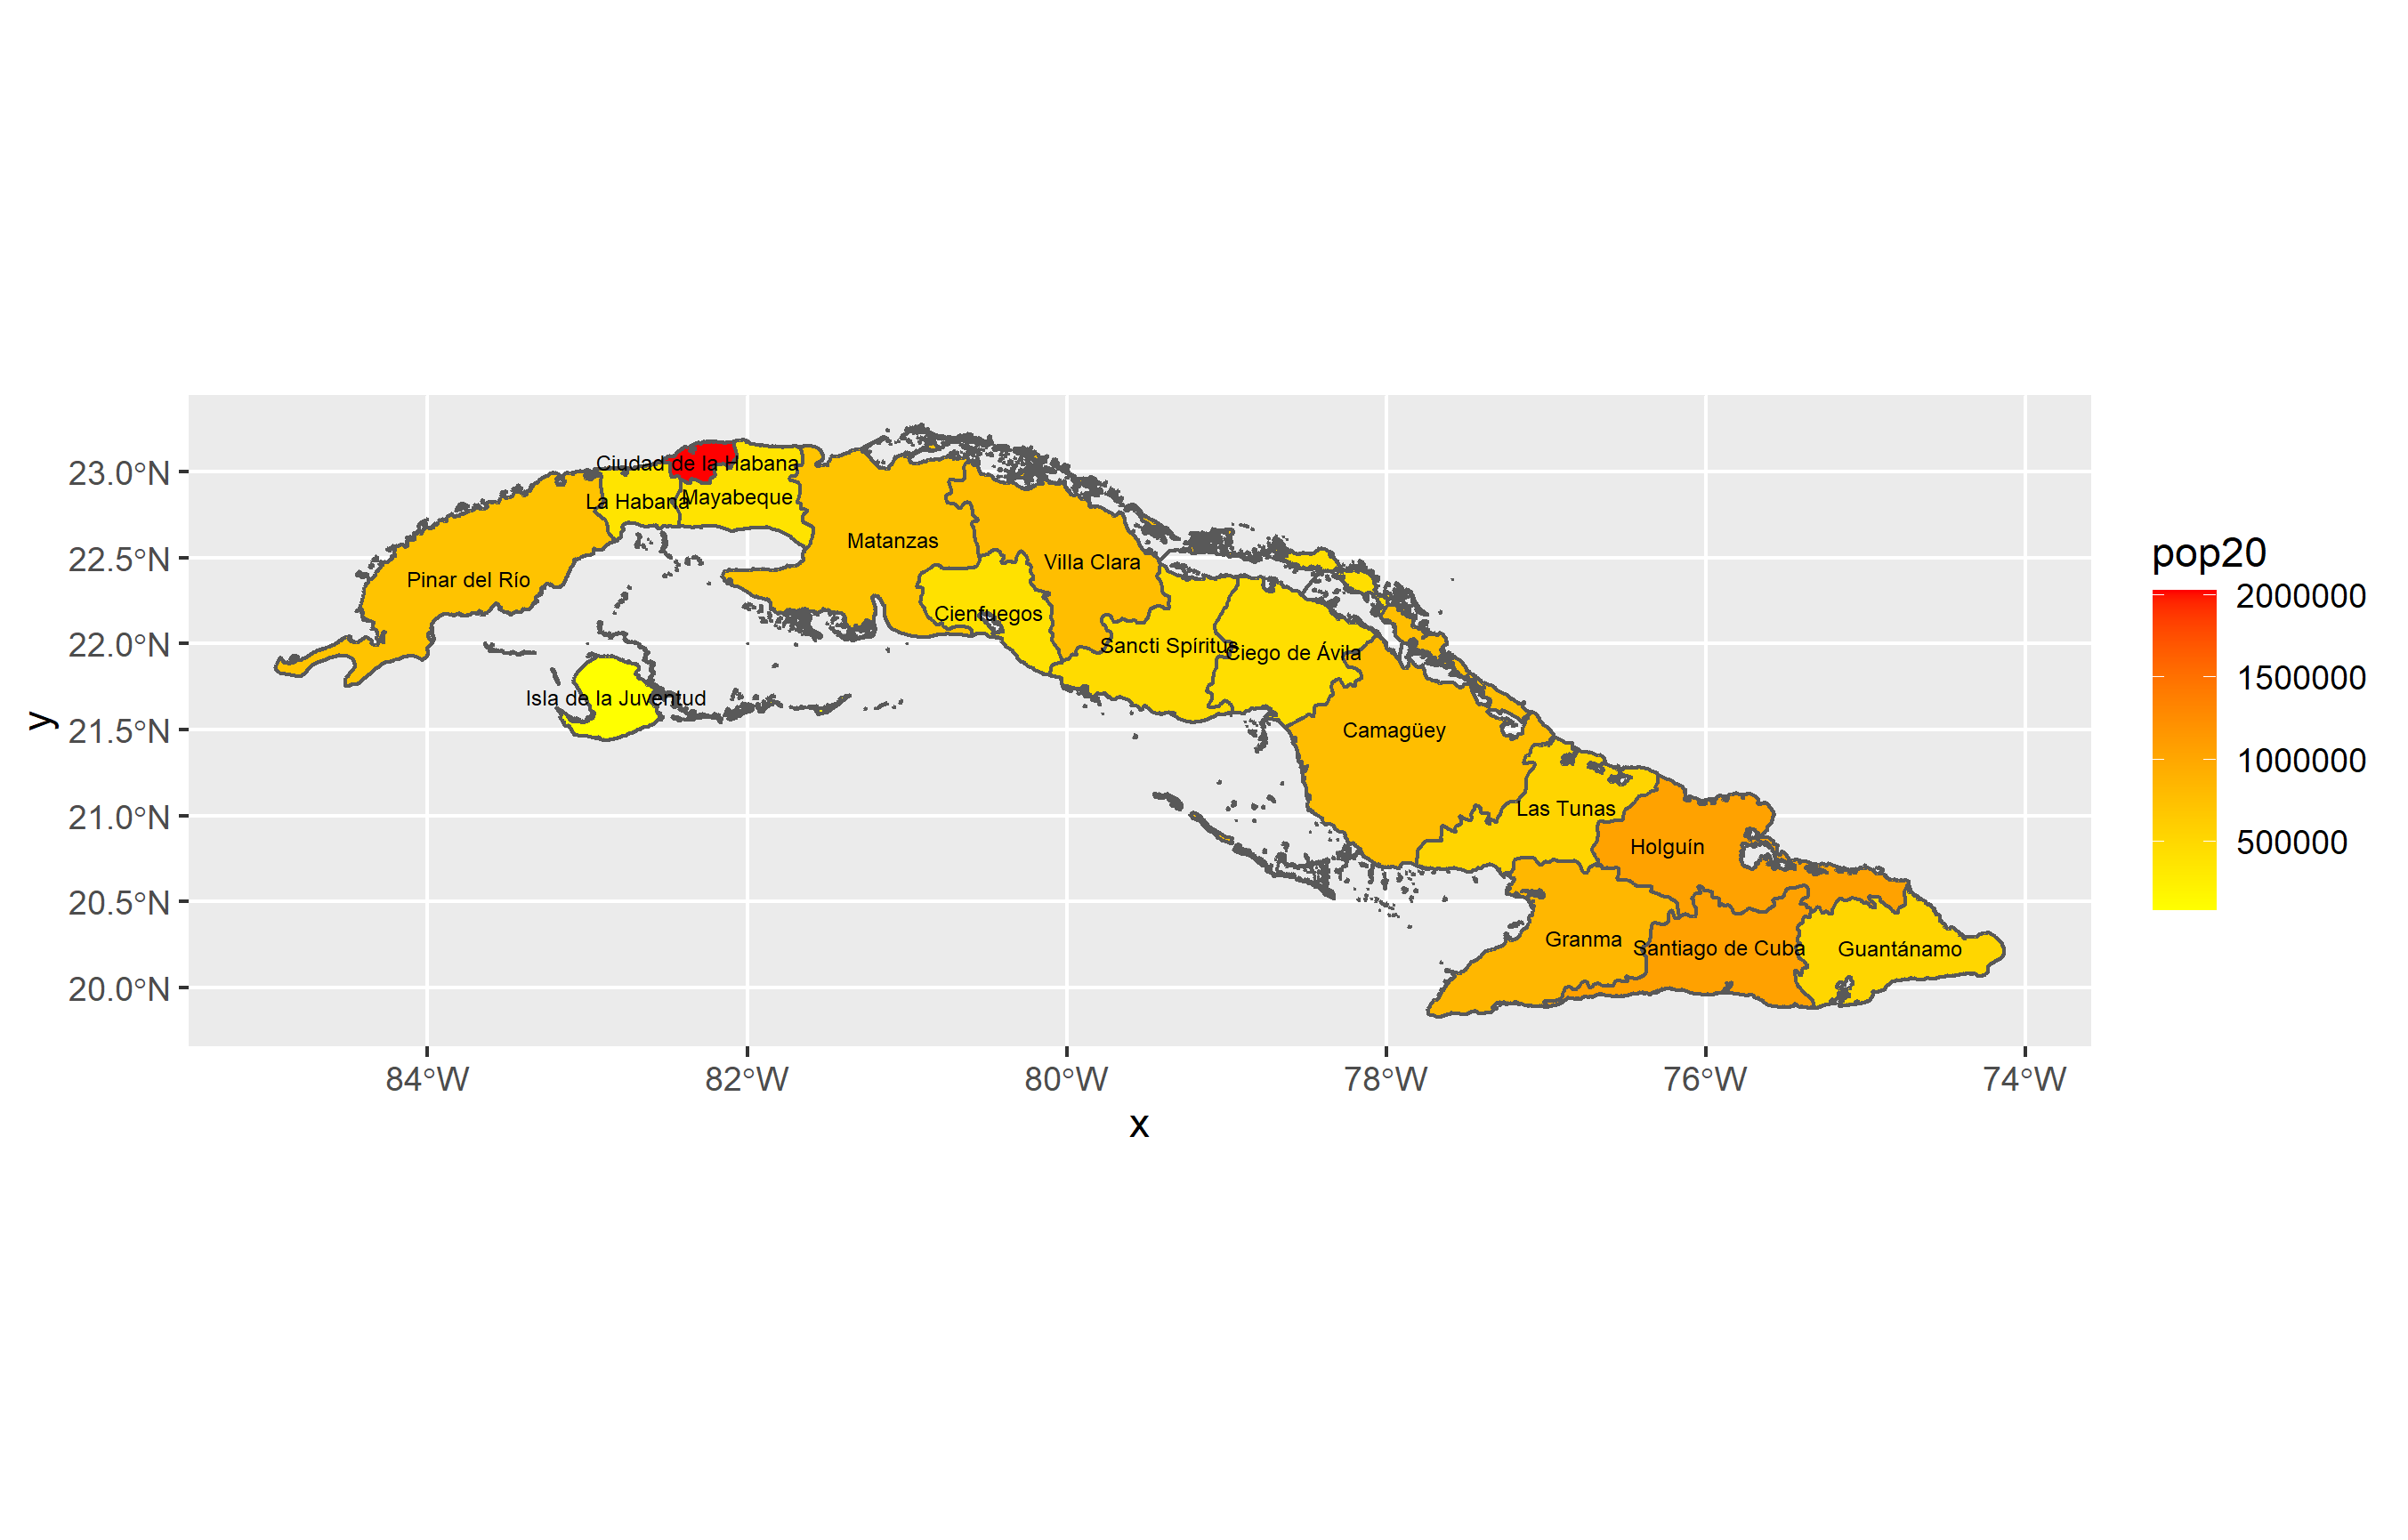 23.0°N
22.5°N
22.0°N
21.5°N
21.0°N
20.5°N
20.0°N
y
Ciudad de la Habana
La Habana
Mayabeque
Matanzas
Pinar del Río
Villa Clara
Cienfuegos
Sancti Spíritus
Ciego de Ávila
Isla de la Juventud
Camagüey
Las Tunas
Holguín
Granma
Santiago de Cuba
Guantánamo
84°W
82°W
80°W
78°W
76°W
74°W
x
pop20
2000000
1500000
1000000
500000